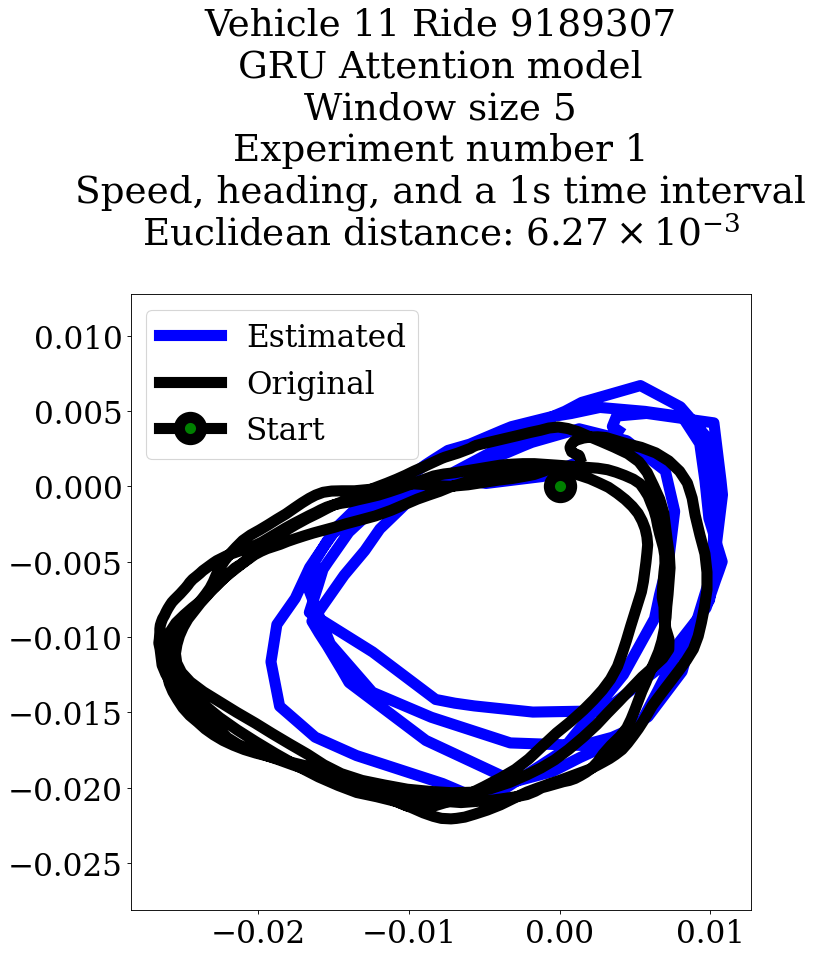 Vehicle 11 Ride 9189307
GRU Attention model
Window size 5
Experiment number 1
Speed, heading, and a 1s time interval
Euclidean distance: 6.27 × 10⁻³
Estimated
Original
Start
0.010
0.005
0.000
−0.005
−0.010
−0.015
−0.020
−0.025
−0.02 −0.01 0.00 0.01